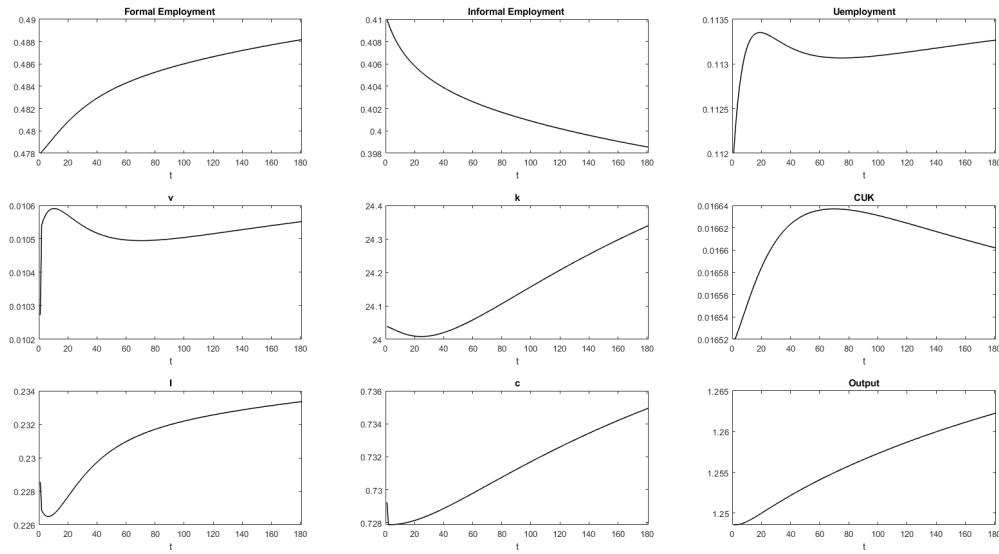 Formal Employment
0.49
0.488
0.486
0.484
0.482
0.48
0.478
0 20 40 60 80 100 120 140 160 180
t
Informal Employment
0.41
0.408
0.406
0.404
0.402
0.4
0.398
0 20 40 60 80 100 120 140 160 180
t
Uemployment
0.1135
0.113
0.1125
0.112
0 20 40 60 80 100 120 140 160 180
t
v
0.0106
0.0105
0.0104
0.0103
0.0102
0 20 40 60 80 100 120 140 160 180
t
k
24.4
24.3
24.2
24.1
24
0 20 40 60 80 100 120 140 160 180
t
CUK
0.01664
0.01662
0.0166
0.01658
0.01656
0.01654
0.01652
0 20 40 60 80 100 120 140 160 180
t
I
0.234
0.232
0.23
0.228
0.226
0 20 40 60 80 100 120 140 160 180
t
c
0.736
0.734
0.732
0.73
0.728
0 20 40 60 80 100 120 140 160 180
t
Output
1.265
1.26
1.255
1.25
0 20 40 60 80 100 120 140 160 180
t